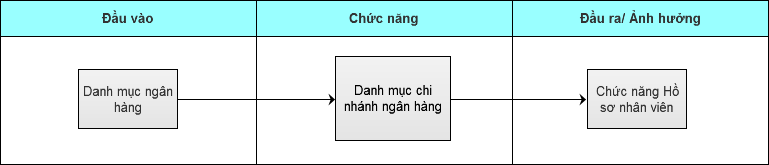 Đầu vào
Chức năng
Đầu ra/ Ảnh hưởng
Danh mục ngân
hàng
Danh mục chi
nhánh ngân hàng
Chức năng Hồ
sơ nhân viên